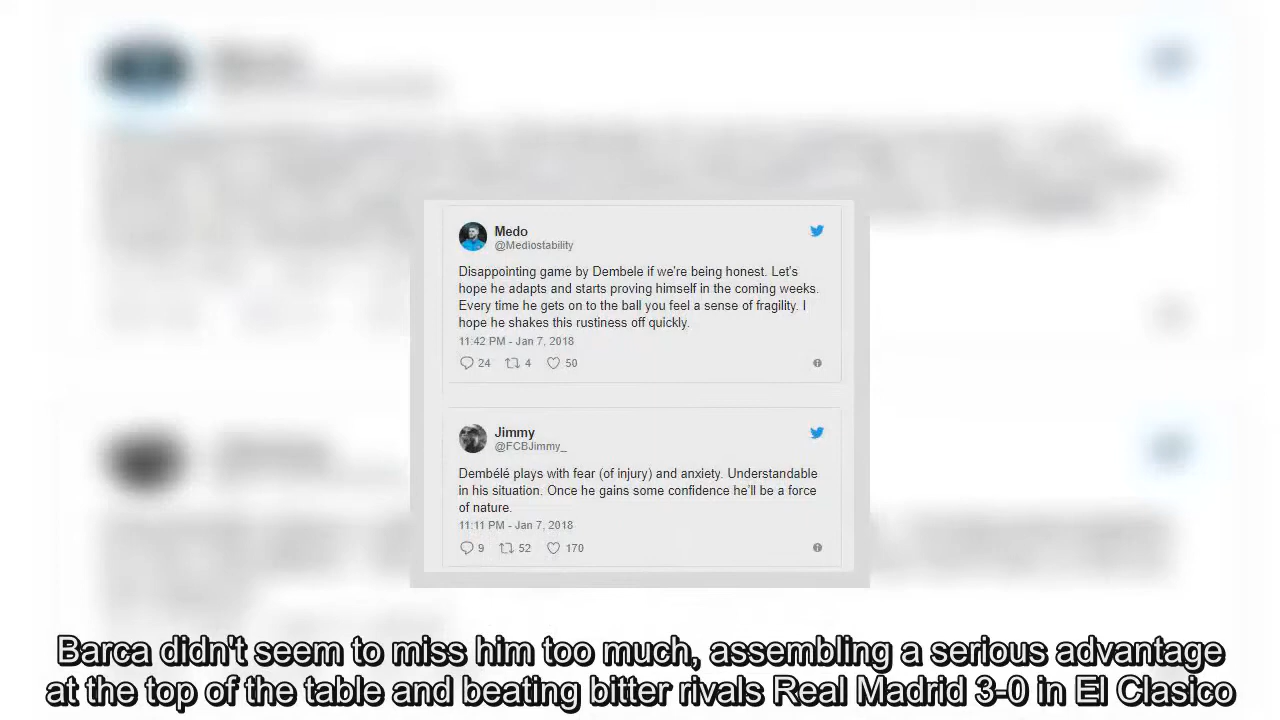 Medo
@Mediostability
Disappointing game by Dembele if we're being honest. Let's
hope he adapts and starts proving himself in the coming weeks.
Every time he gets on to the ball you feel a sense of fragility. I
hope he shakes this rustiness off quickly.
11:42 PM - Jan 7, 2018
24 4 50
Jimmy
@FCBJimmy_
Dembélé plays with fear (of injury) and anxiety. Understandable
in his situation. Once he gains some confidence he'll be a force
of nature.
11:11 PM - Jan 7, 2018
9 52 170
Barca didn't seem to miss him too much, assembling a serious advantage
at the top of the table and beating bitter rivals Real Madrid 3-0 in El Clasico